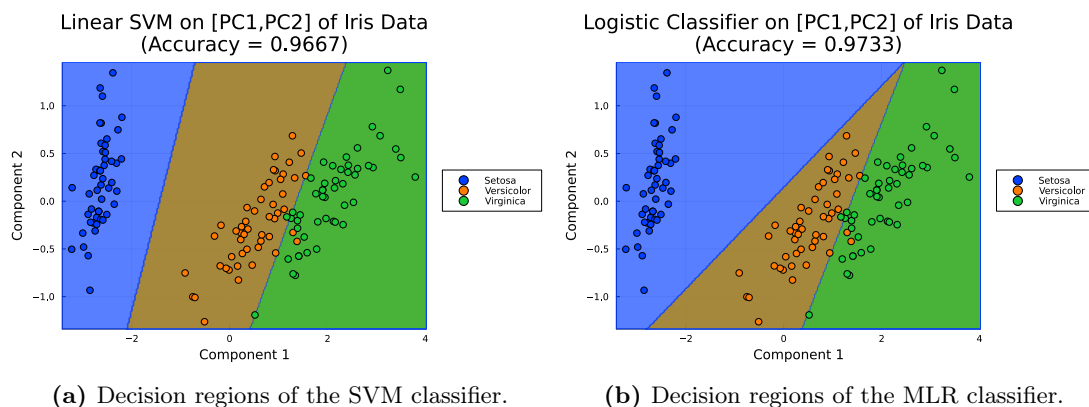 Linear SVM on [PC1,PC2] of Iris Data
(Accuracy = 0.9667)
Component 2
1.0
0.5
0.0
−0.5
−1.0
−2
0
2
4
Component 1
Setosa
Versicolor
Virginica
(a) Decision regions of the SVM classifier.
Logistic Classifier on [PC1,PC2] of Iris Data
(Accuracy = 0.9733)
Component 2
1.0
0.5
0.0
−0.5
−1.0
−2
0
2
4
Component 1
Setosa
Versicolor
Virginica
(b) Decision regions of the MLR classifier.